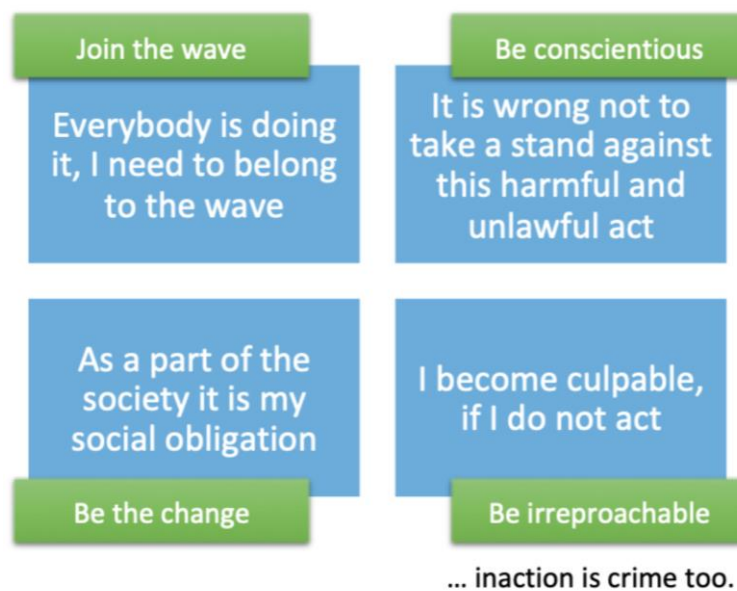 Join the wave
Everybody is doing
it, I need to belong
to the wave
Be conscientious
It is wrong not to
take a stand against
this harmful and
unlawful act
As a part of the
society it is my
social obligation
Be the change
I become culpable,
if I do not act
Be irreproachable
... inaction is crime too.